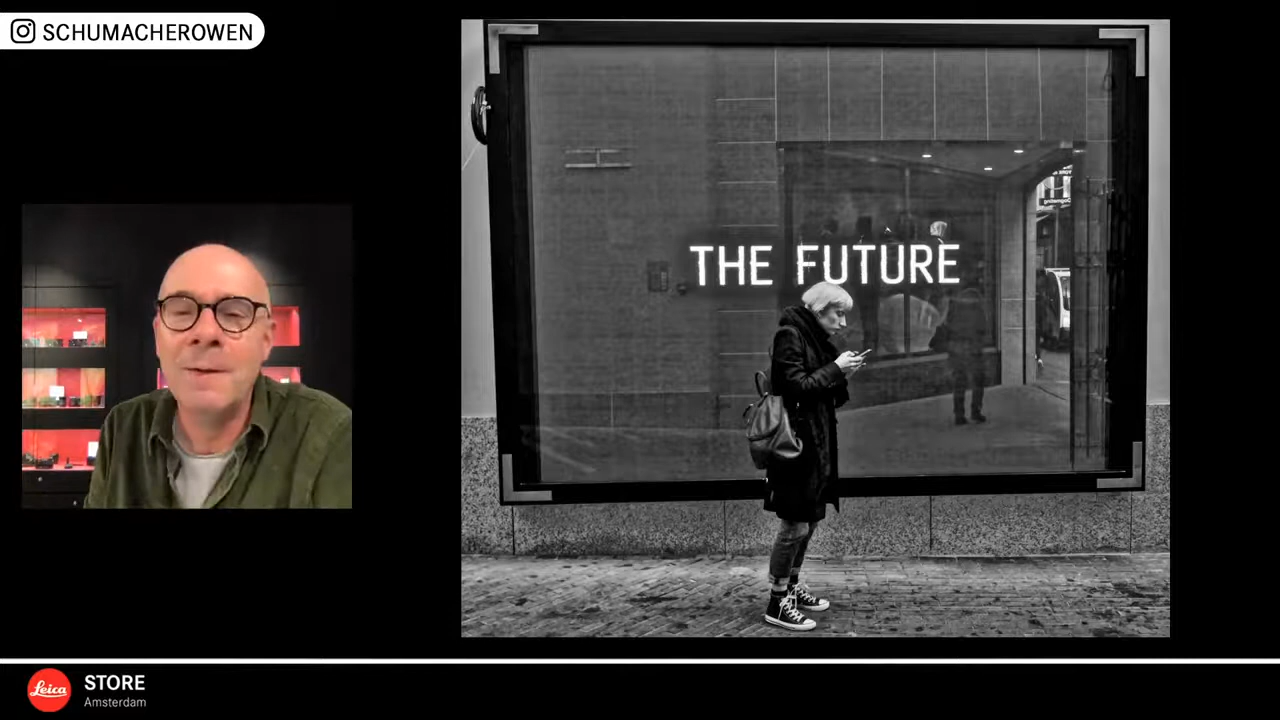 SCHUMACHEROWEN
THE FUTURE
Leica
STORE
Amsterdam